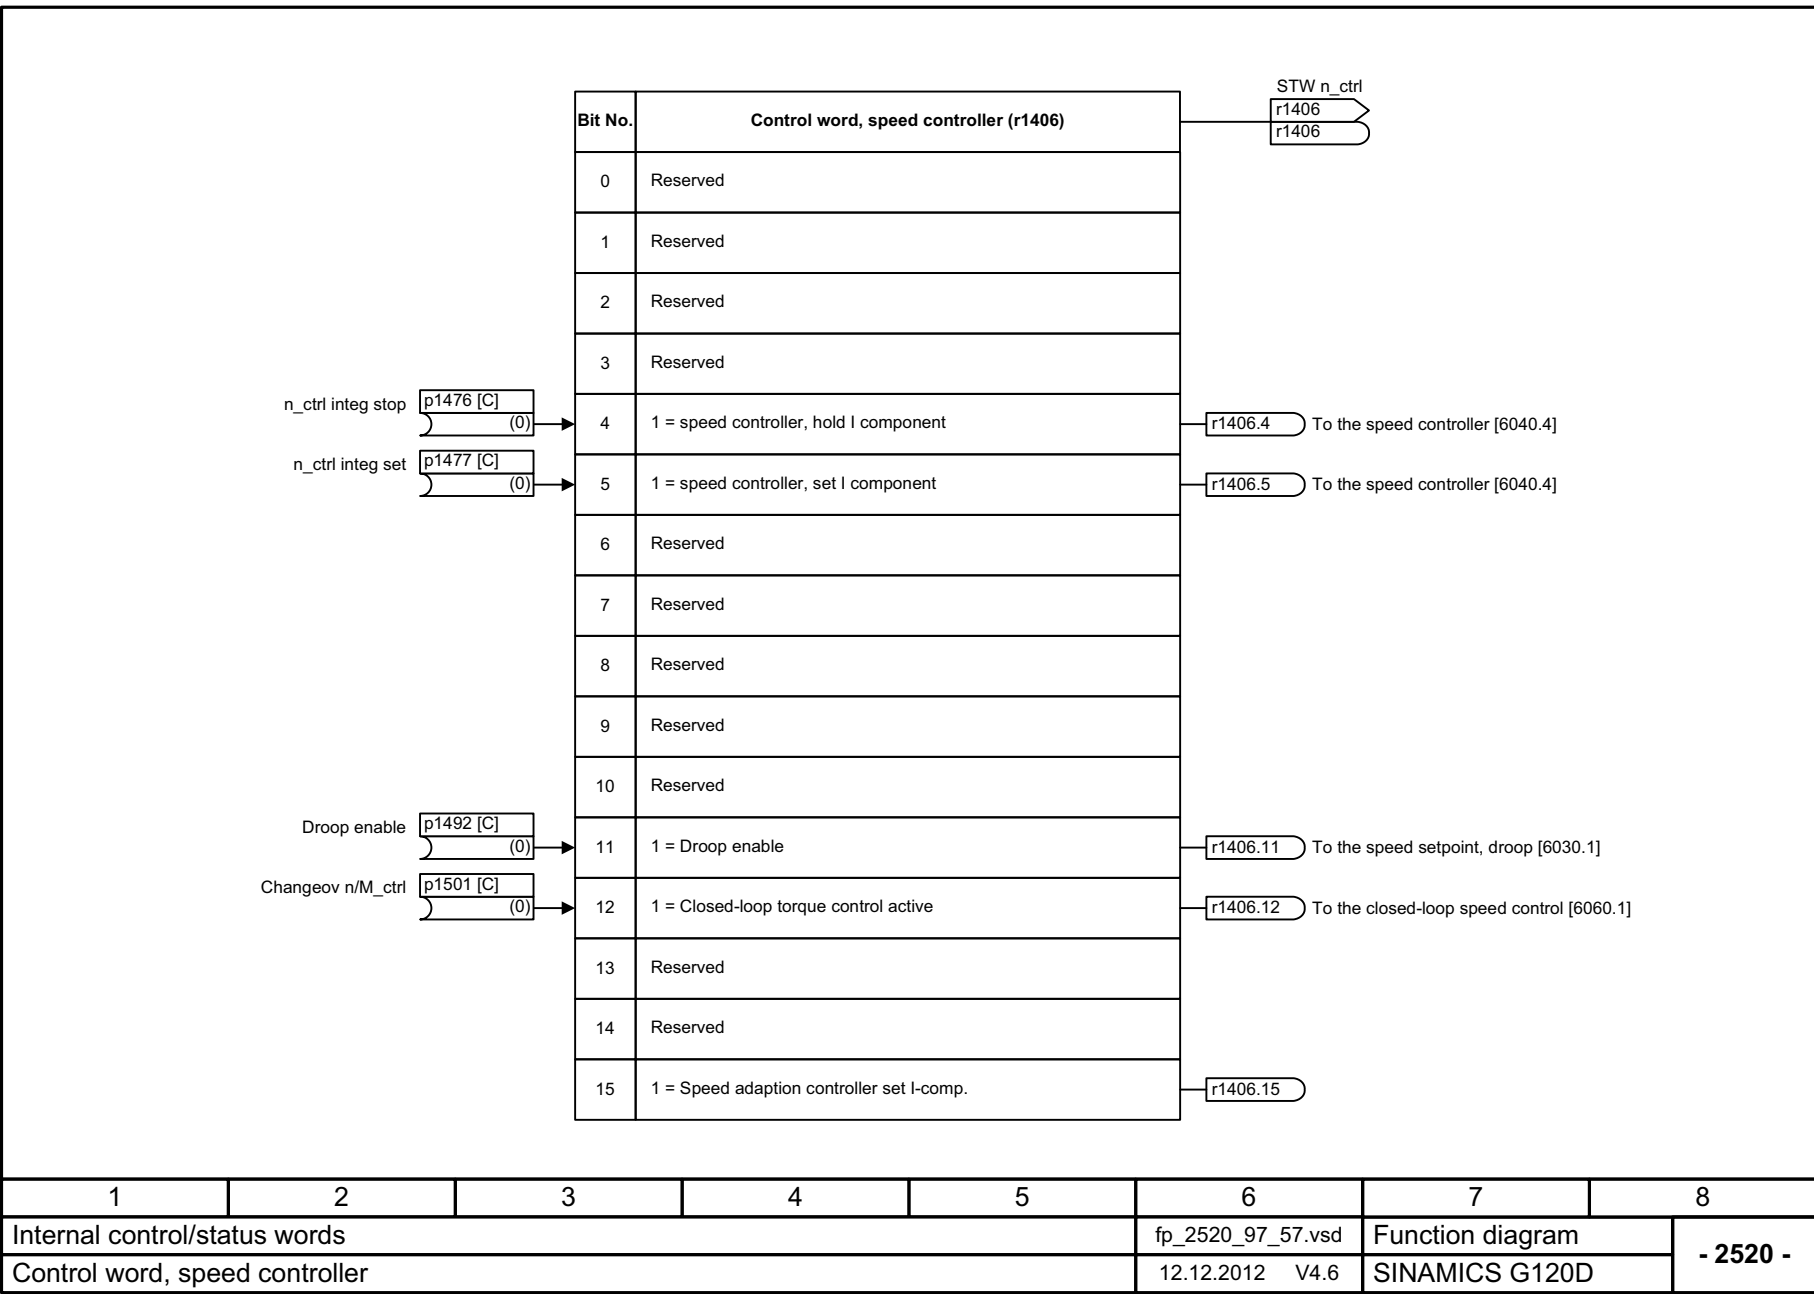 STW n_ctrl
r1406
r1406
Bit No. Control word, speed controller (r1406)
0 Reserved
1 Reserved
2 Reserved
3 Reserved
n_ctrl integ stop p1476 [C]
(0) 4 1 = speed controller, hold I component r1406.4 To the speed controller [6040.4]
n_ctrl integ set p1477 [C]
(0) 5 1 = speed controller, set I component r1406.5 To the speed controller [6040.4]
6 Reserved
7 Reserved
8 Reserved
9 Reserved
10 Reserved
Droop enable p1492 [C]
(0) 11 1 = Droop enable r1406.11 To the speed setpoint, droop [6030.1]
Changeov n/M_ctrl p1501 [C]
(0) 12 1 = Closed-loop torque control active r1406.12 To the closed-loop speed control [6060.1]
13 Reserved
14 Reserved
15 1 = Speed adaption controller set I-comp. r1406.15
1 2 3 4 5 6 7 8
Internal control/status words fp_2520_97_57.vsd Function diagram - 2520 -
Control word, speed controller 12.12.2012 V4.6 SINAMICS G120D